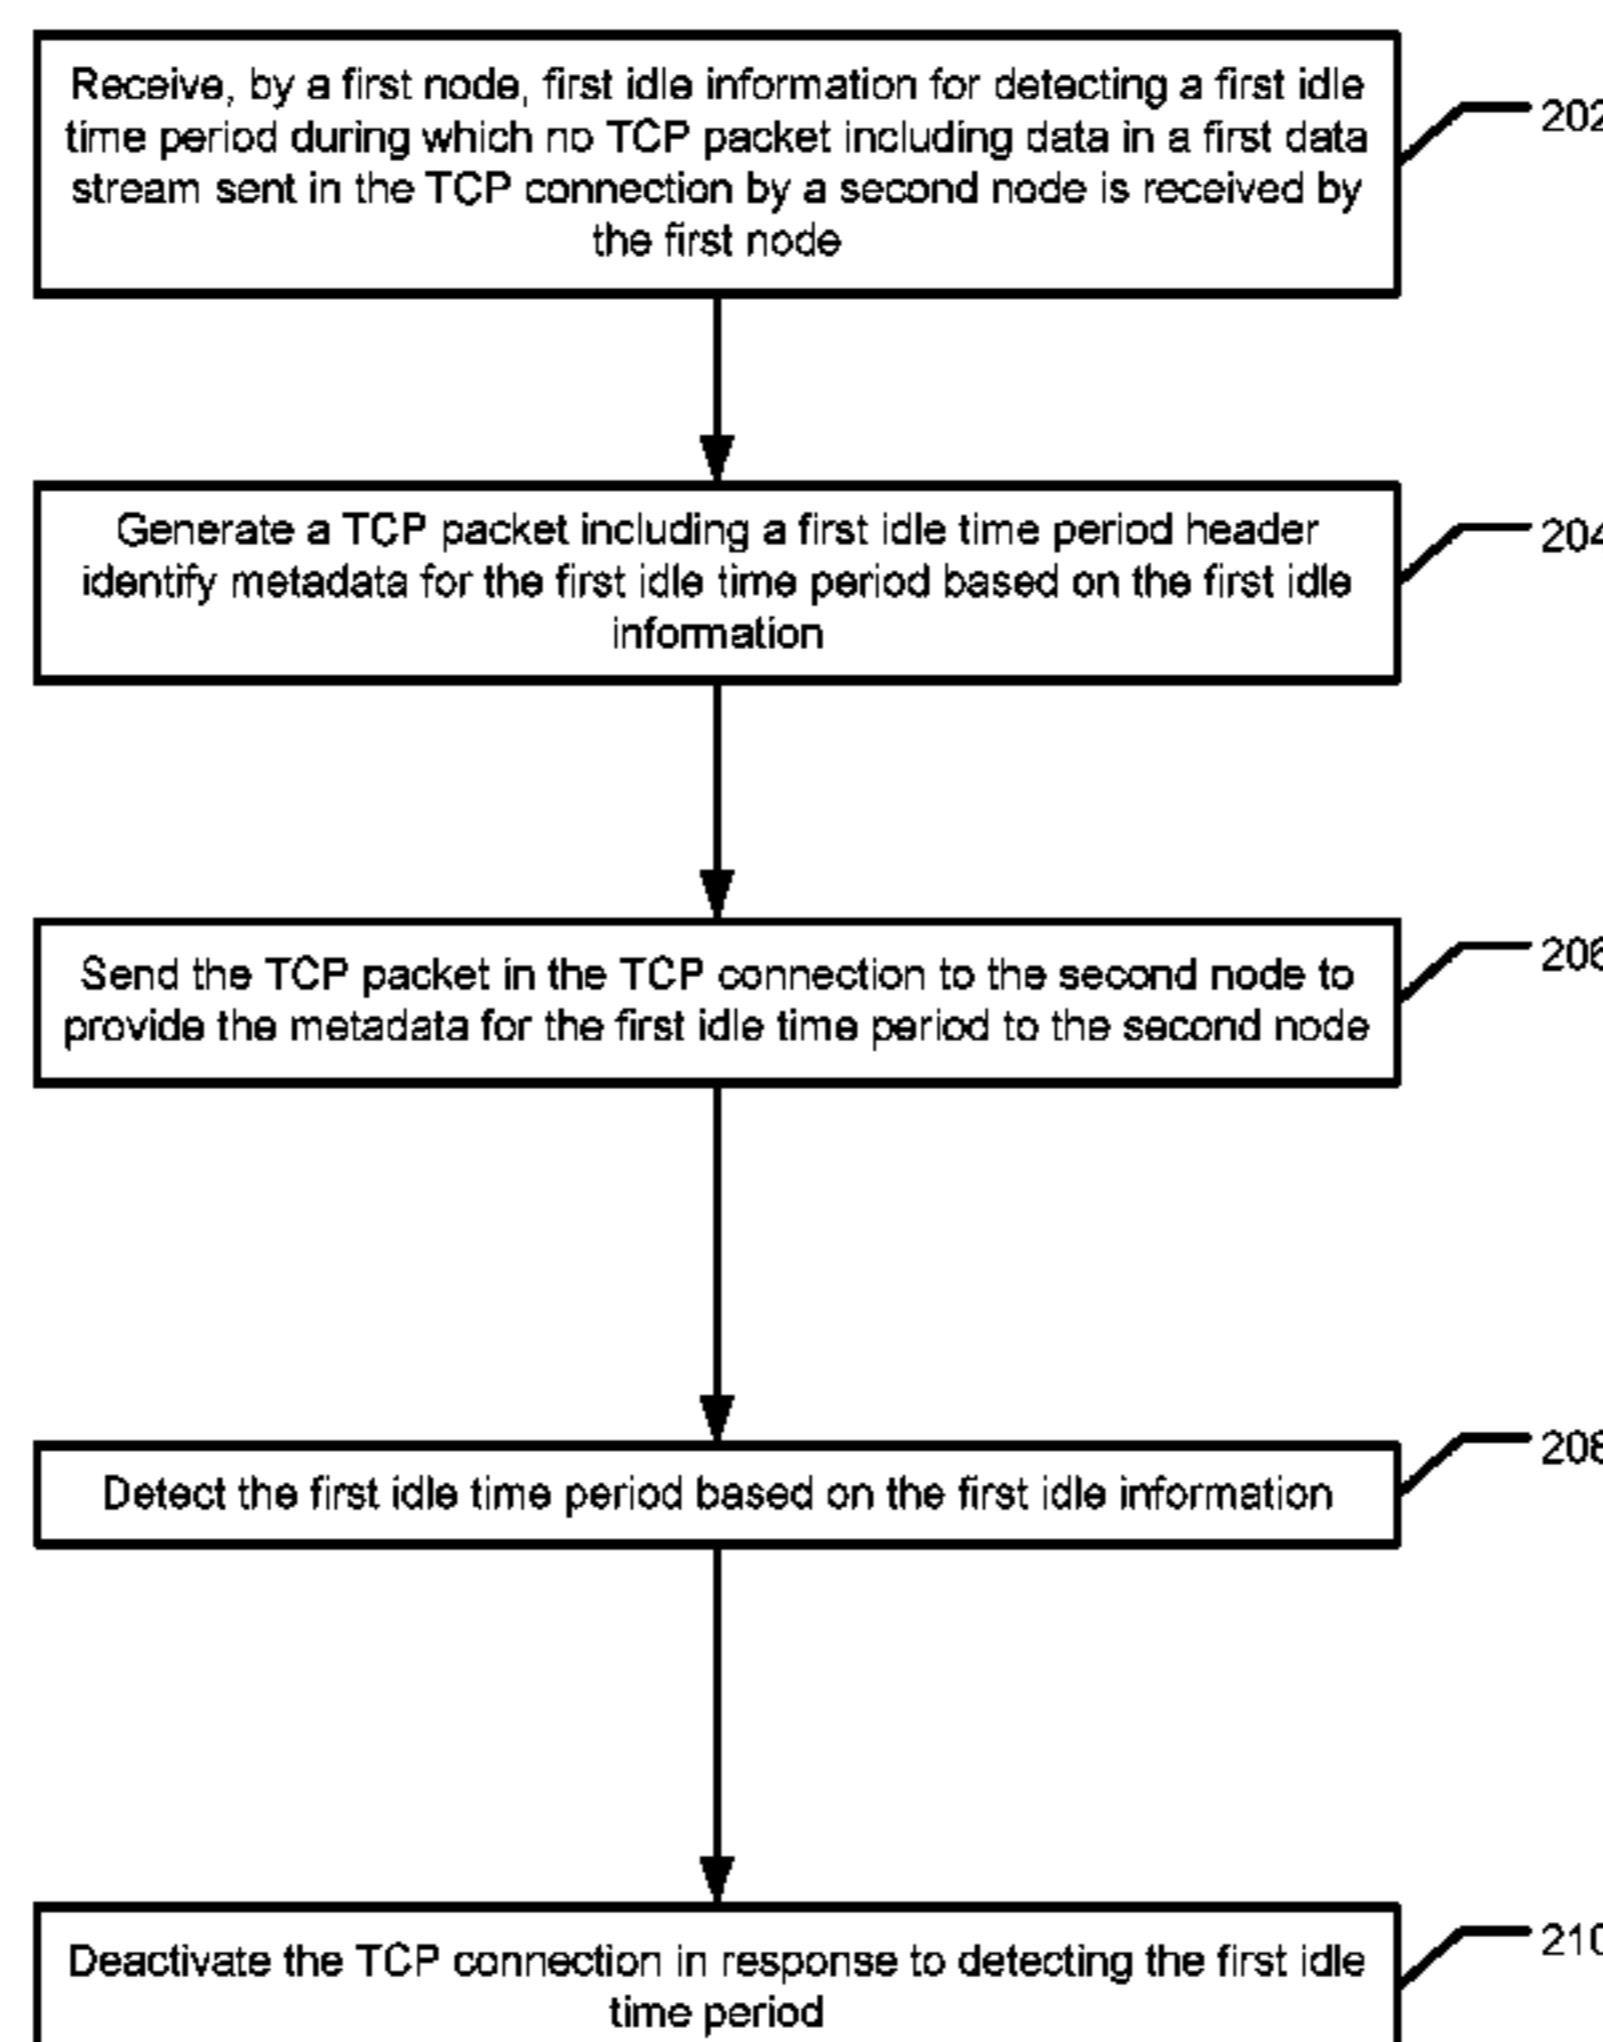 Receive, by a first node, first idle information for detecting a first idle
time period during which no TCP packet including data in a first data
stream sent in the TCP connection by a second node is received by
the first node
202
Generate a TCP packet including a first idle time period header
identify metadata for the first idle time period based on the first idle
information
204
Send the TCP packet in the TCP connection to the second node to
provide the metadata for the first idle time period to the second node
206
Detect the first idle time period based on the first idle information
208
Deactivate the TCP connection in response to detecting the first idle
time period
210